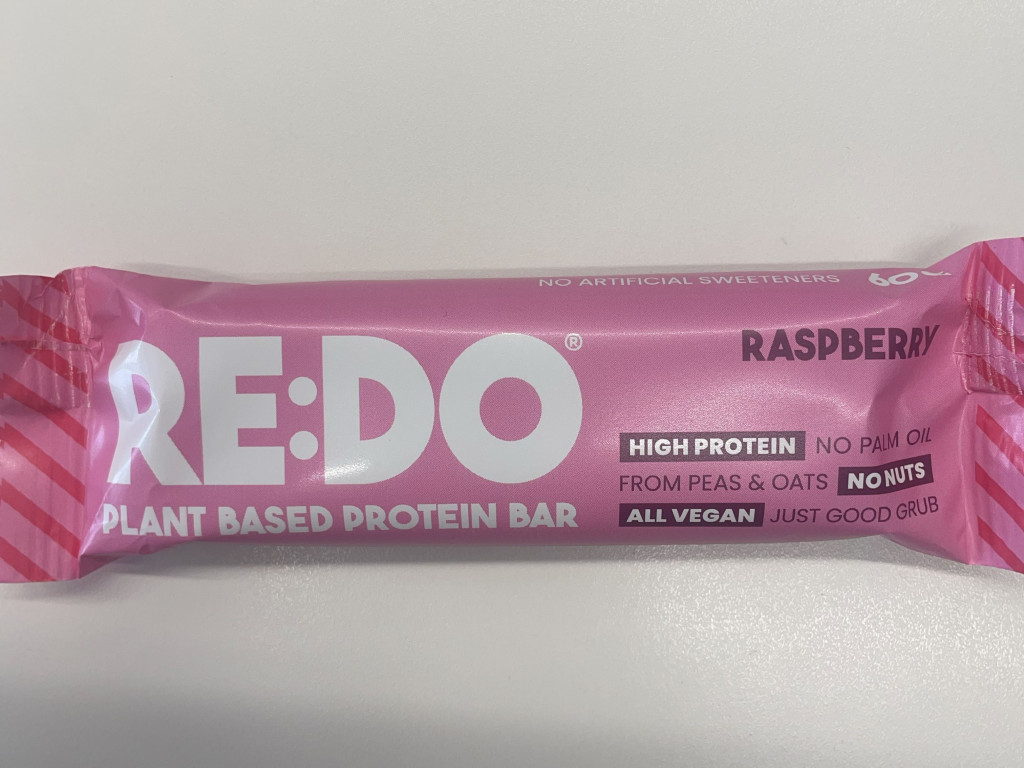 NO ARTIFICIAL SWEETENERS
RE:DO®
PLANT BASED PROTEIN BAR
RASPBERRY
HIGH PROTEIN NO PALM OIL
FROM PEAS & OATS NO NUTS
ALL VEGAN JUST GOOD GRUB